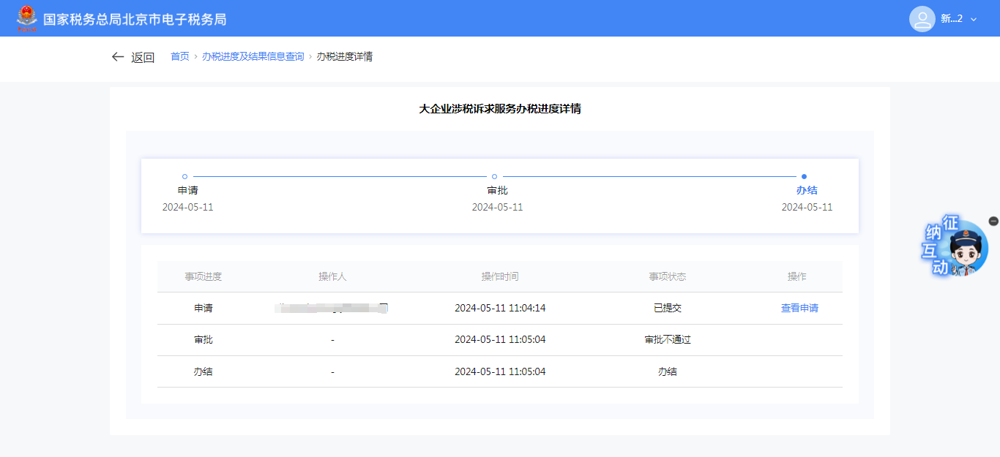 国家税务总局北京市电子税务局
新...2
返回 首页 › 办税进度及结果信息查询 › 办税进度详情
大企业涉税诉求服务办税进度详情
申请 审批 办结
2024-05-11 2024-05-11 2024-05-11
征纳互动
事项进度 操作人 操作时间 事项状态 操作
申请 2024-05-11 11:04:14 已提交 查看申请
审批 - 2024-05-11 11:05:04 审批不通过
办结 - 2024-05-11 11:05:04 办结